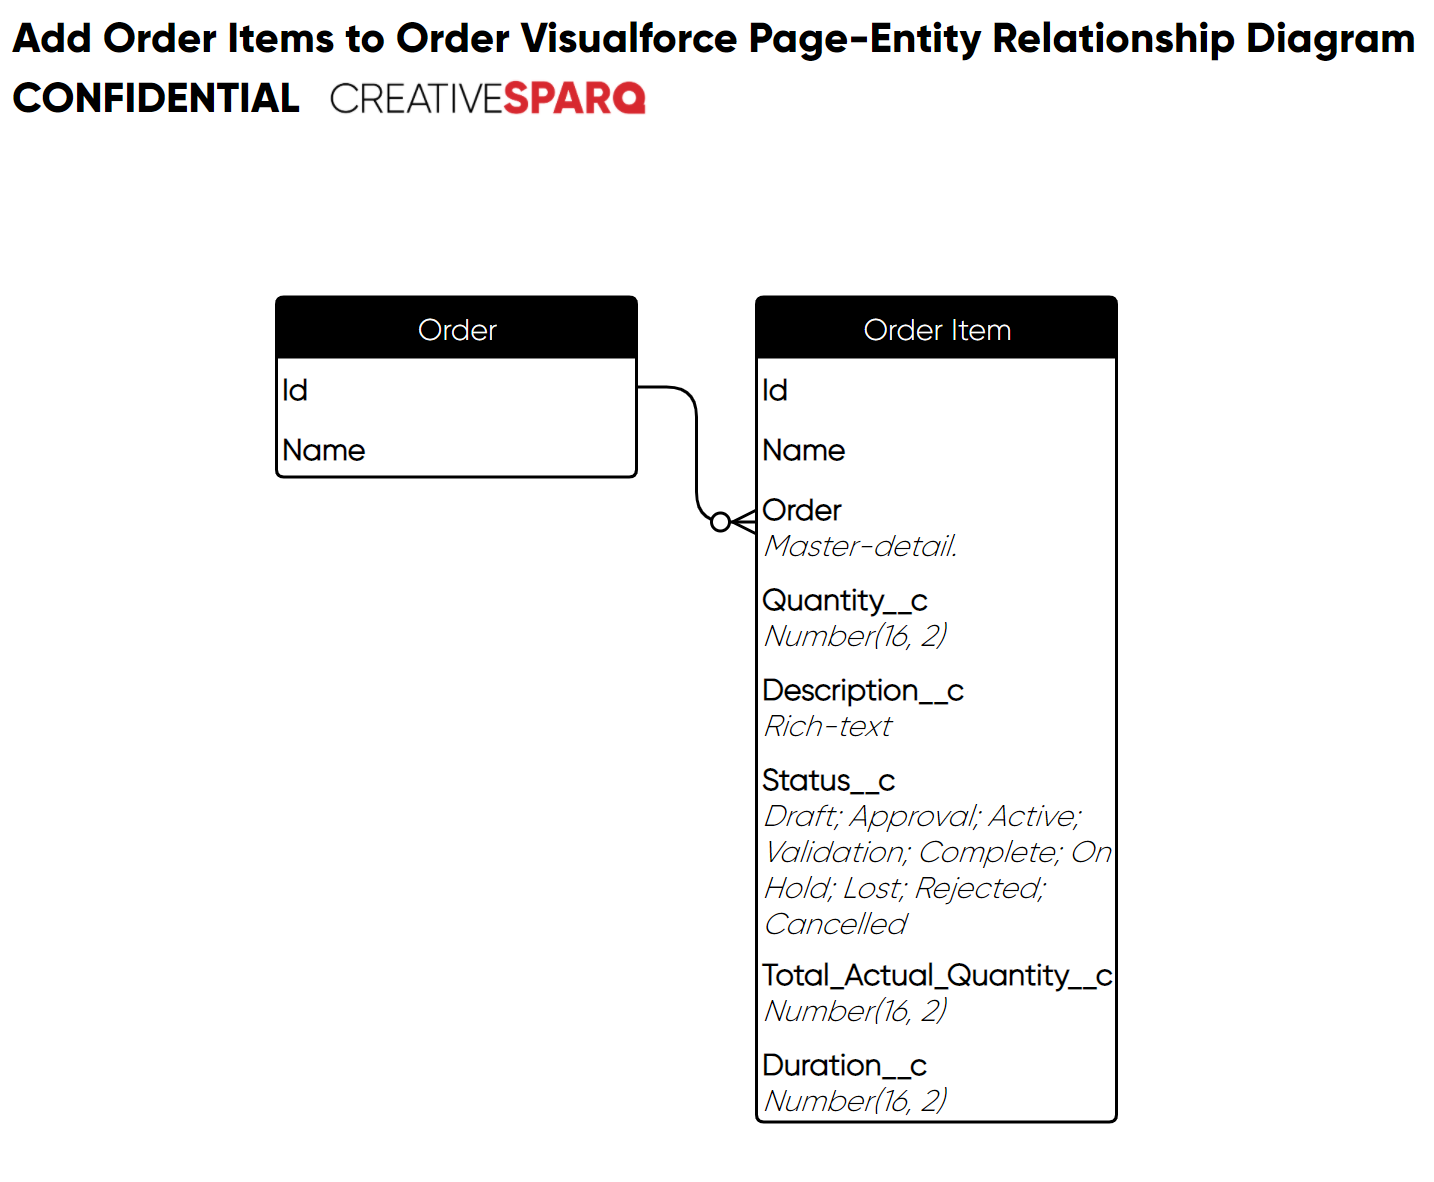 Add Order Items to Order Visualforce Page-Entity Relationship Diagram
CONFIDENTIAL CREATIVESPARQ
Order
Id
Name
Order Item
Id
Name
Order
Master-detail.
Quantity__c
Number(16, 2)
Description__c
Rich-text
Status__c
Draft; Approval; Active;
Validation; Complete; On
Hold; Lost; Rejected;
Cancelled
Total_Actual_Quantity__c
Number(16, 2)
Duration__c
Number(16, 2)